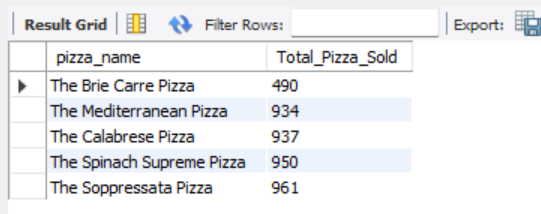 Result Grid Filter Rows: Export:
pizza_name Total_Pizza_Sold
The Brie Carre Pizza 490
The Mediterranean Pizza 934
The Calabrese Pizza 937
The Spinach Supreme Pizza 950
The Soppressata Pizza 961